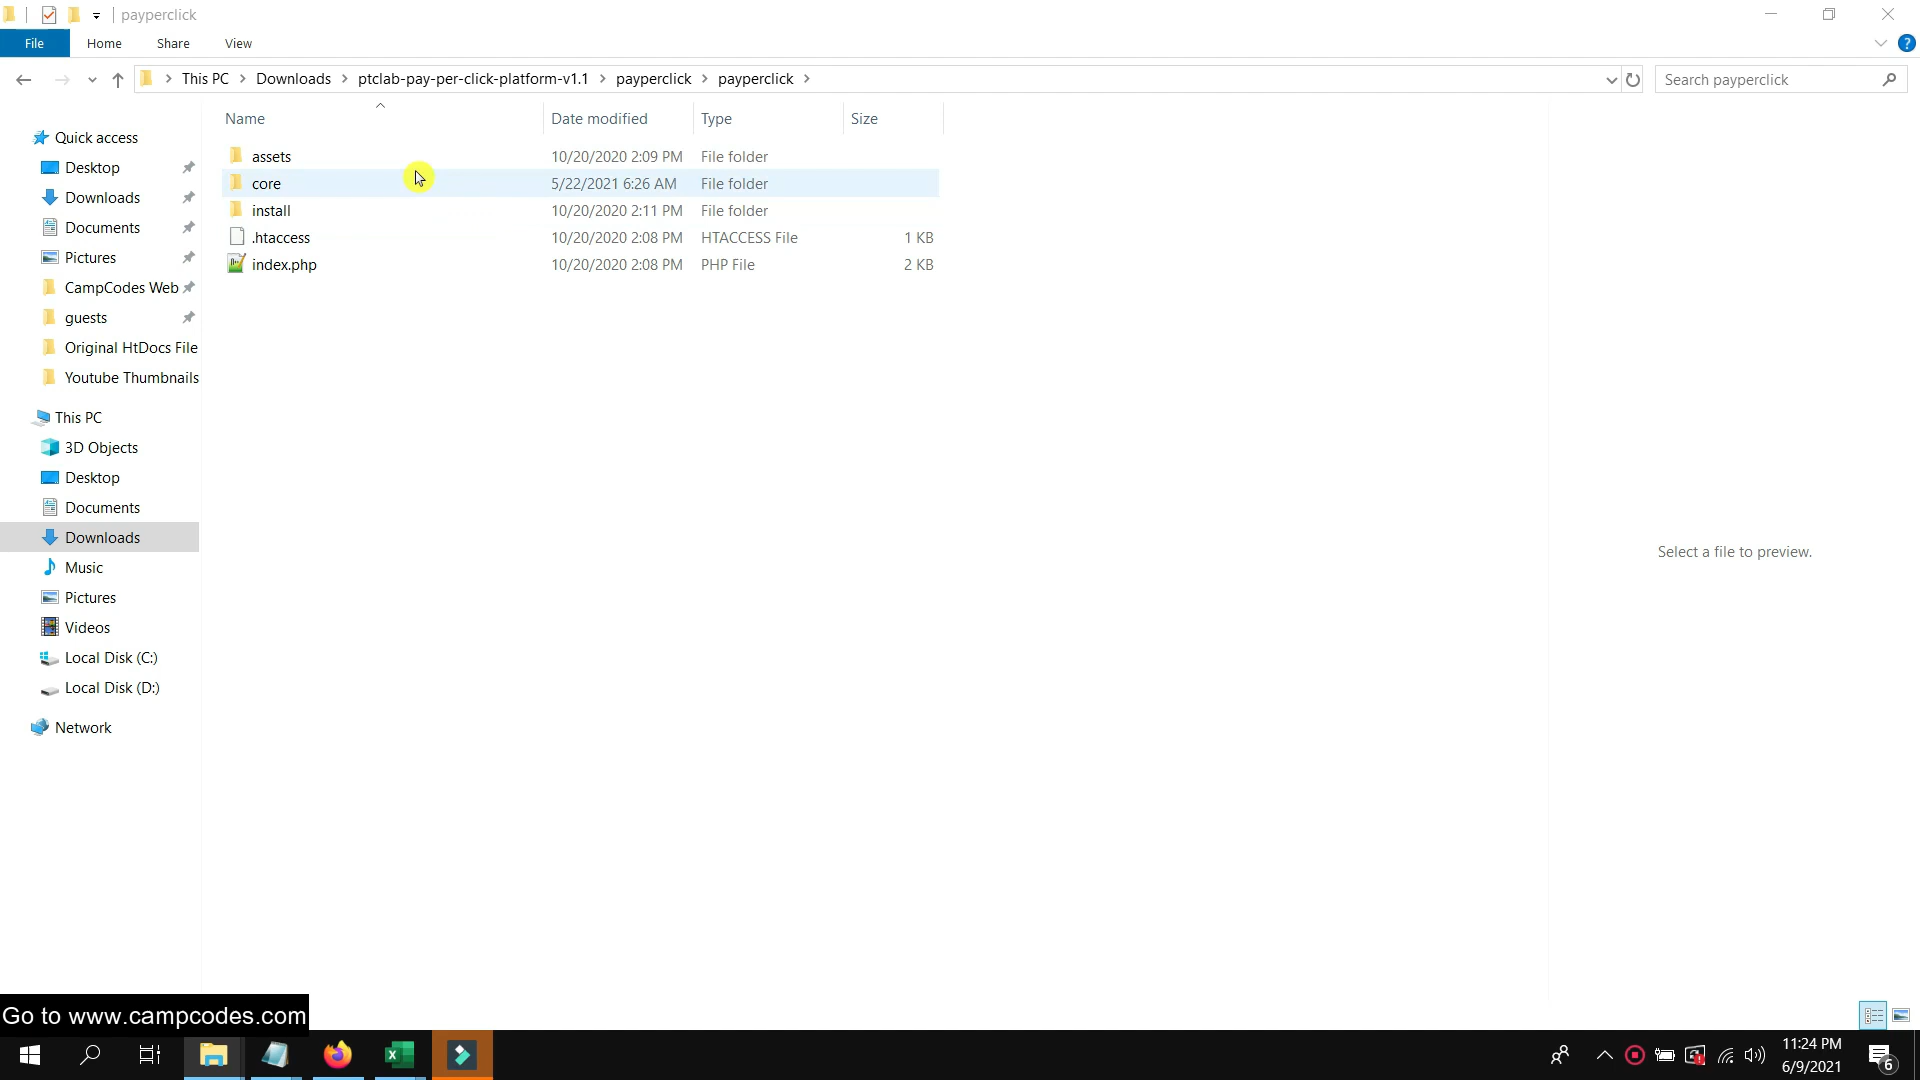 payperclick
File Home Share View
This PC Downloads ptclab-pay-per-click-platform-v1.1 payperclick payperclick
Search payperclick
Name Date modified Type Size
assets 10/20/2020 2:09 PM File folder
core 5/22/2021 6:26 AM File folder
install 10/20/2020 2:11 PM File folder
.htaccess 10/20/2020 2:08 PM HTACCESS File 1 KB
index.php 10/20/2020 2:08 PM PHP File 2 KB
Quick access
Desktop
Downloads
Documents
Pictures
CampCodes Web
guests
Original HtDocs File
Youtube Thumbnails
This PC
3D Objects
Desktop
Documents
Downloads
Music
Pictures
Videos
Local Disk (C:)
Local Disk (D:)
Network
Select a file to preview.
Go to www.campcodes.com
11:24 PM
6/9/2021
6